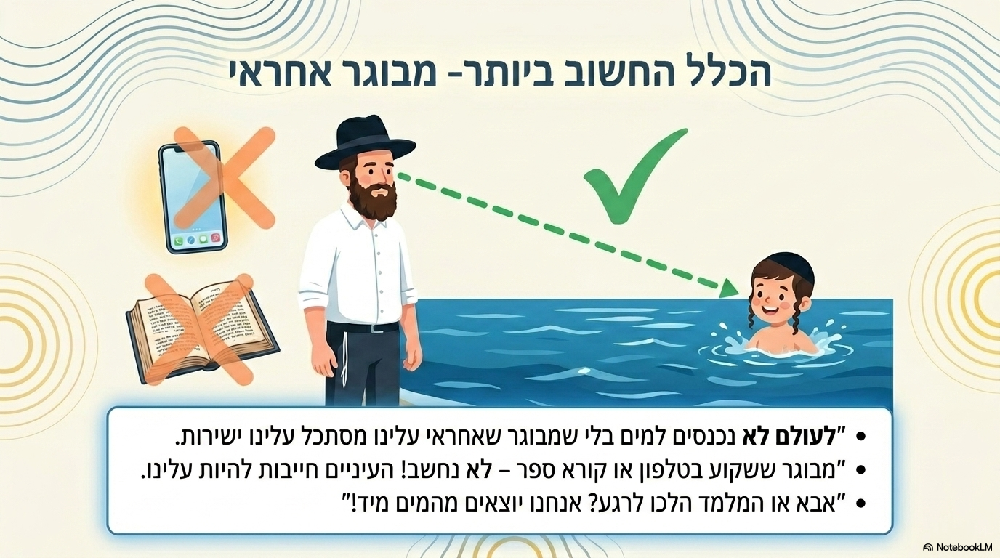 הכלל החשוב ביותר- מבוגר אחראי
• "לעולם לא נכנסים למים בלי שמבוגר שאחראי עלינו מסתכל עלינו ישירות.
• "מבוגר ששקוע בטלפון או קורא ספר – לא נחשב! העיניים חייבות להיות עלינו.
• "אבא או המלמד הלכו לרגע? אנחנו יוצאים מהמים מיד!"
NotebookLM